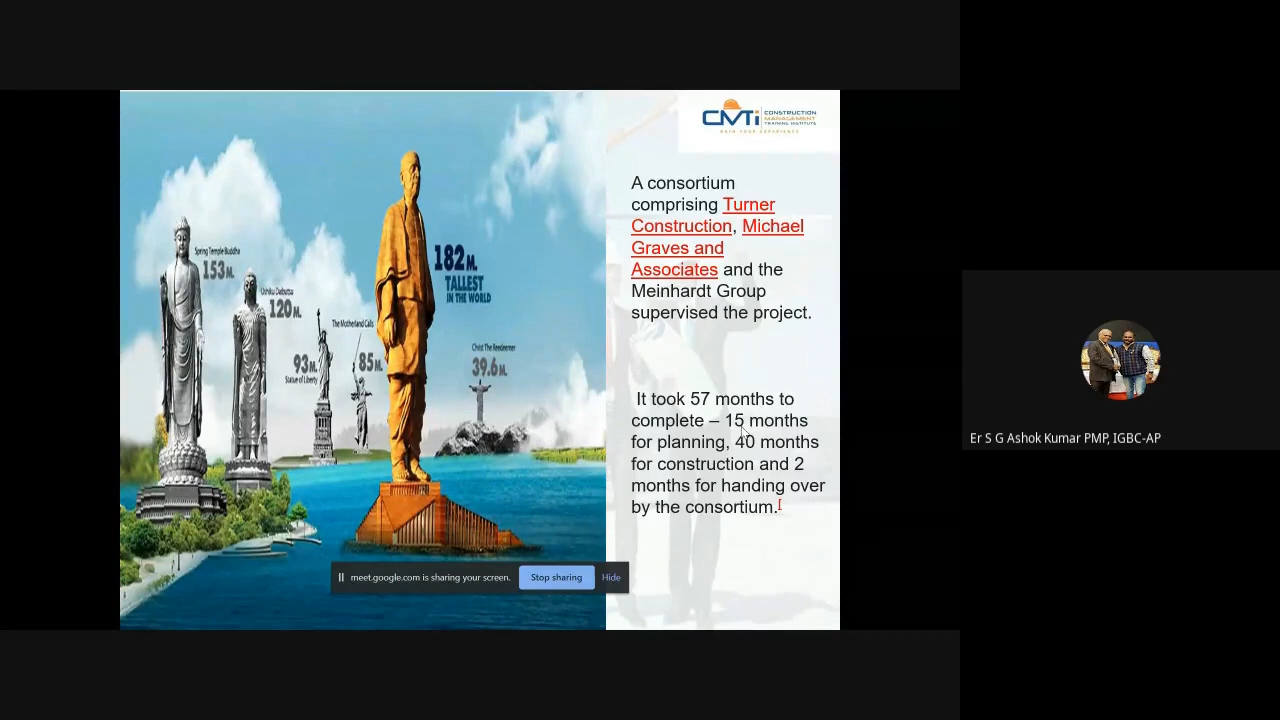 CMTi CONSTRUCTION
MANAGEMENT
TRAINING INSTITUTE
GAIN YOUR EXPERIENCE
A consortium
comprising Turner
Construction, Michael
Graves and
Associates and the
Meinhardt Group
supervised the project.
It took 57 months to
complete – 15 months
for planning, 40 months
for construction and 2
months for handing over
by the consortium.[
Spring Temple Buddha
153M.
Ushiku Daibutsu
120M.
93M.
Statue of Liberty
The Motherland Calls
85M.
182M.
TALLEST
IN THE WORLD
Christ The Reedemer
39.6M.
meet.google.com is sharing your screen.
Stop sharing
Hide
Er S G Ashok Kumar PMP, IGBC-AP